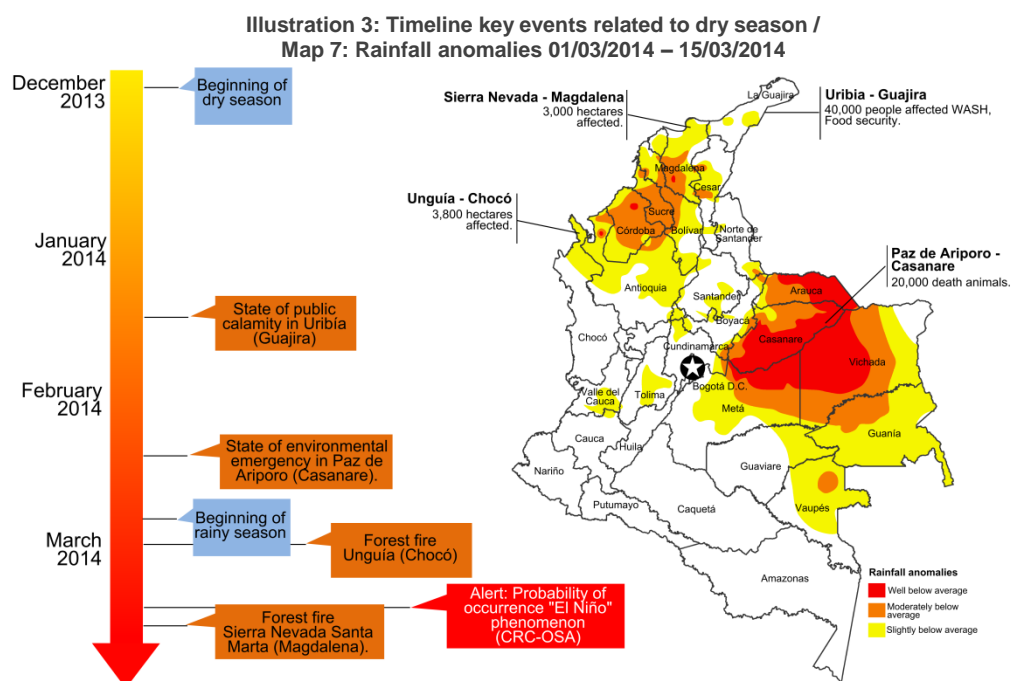 Illustration 3: Timeline key events related to dry season /
Map 7: Rainfall anomalies 01/03/2014 – 15/03/2014
December
2013
Beginning of
dry season
January
2014
State of public
calamity in Uribía
(Guajira)
February
2014
State of environmental
emergency in Paz de
Ariporo (Casanare).
Beginning of
rainy season
March
2014
Forest fire
Unguía (Chocó)
Alert: Probability of
occurrence "El Niño"
phenomenon
(CRC-OSA)
Forest fire
Sierra Nevada Santa
Marta (Magdalena).
Sierra Nevada - Magdalena
3,000 hectares
affected.
Uribia - Guajira
40,000 people affected WASH,
Food security.
Unguía - Chocó
3,800 hectares
affected.
Paz de Ariporo -
Casanare
20,000 death animals.
La Guajira
Magdalena
Cesar
Sucre
Córdoba
Bolívar
Norte de
Santander
Antioquia
Santander
Arauca
Boyacá
Chocó
Cundinamarca
Casanare
Vichada
Bogotá D.C.
Valle del
Cauca
Tolima
Metá
Guanía
Cauca
Huila
Nariño
Guaviare
Putumayo
Caquetá
Vaupés
Amazonas
Rainfall anomalies
Well below average
Moderately below
average
Slightly below average